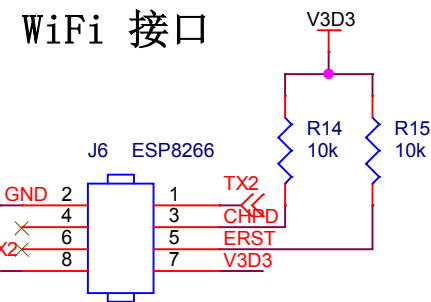 WiFi 接口
V3D3
R14
10k
R15
10k
J6 ESP8266
GND 2 1 TX2
4 3 CHPD
6 5 ERST
8 7 V3D3